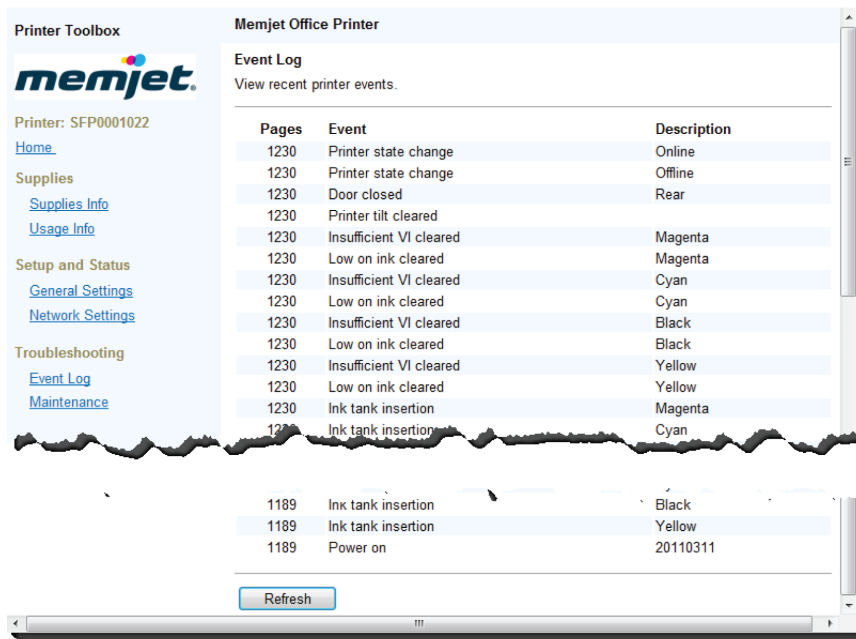 Printer Toolbox
memjet.
Printer: SFP0001022
Home
Supplies
Supplies Info
Usage Info
Setup and Status
General Settings
Network Settings
Troubleshooting
Event Log
Maintenance
Memjet Office Printer
Event Log
View recent printer events.
Pages Event Description
1230 Printer state change Online
1230 Printer state change Offline
1230 Door closed Rear
1230 Printer tilt cleared
1230 Insufficient VI cleared Magenta
1230 Low on ink cleared Magenta
1230 Insufficient VI cleared Cyan
1230 Low on ink cleared Cyan
1230 Insufficient VI cleared Black
1230 Low on ink cleared Black
1230 Insufficient VI cleared Yellow
1230 Low on ink cleared Yellow
1230 Ink tank insertion Magenta
Ink tank insertion Cyan
1189 Ink tank insertion Black
1189 Ink tank insertion Yellow
1189 Power on 20110311
Refresh